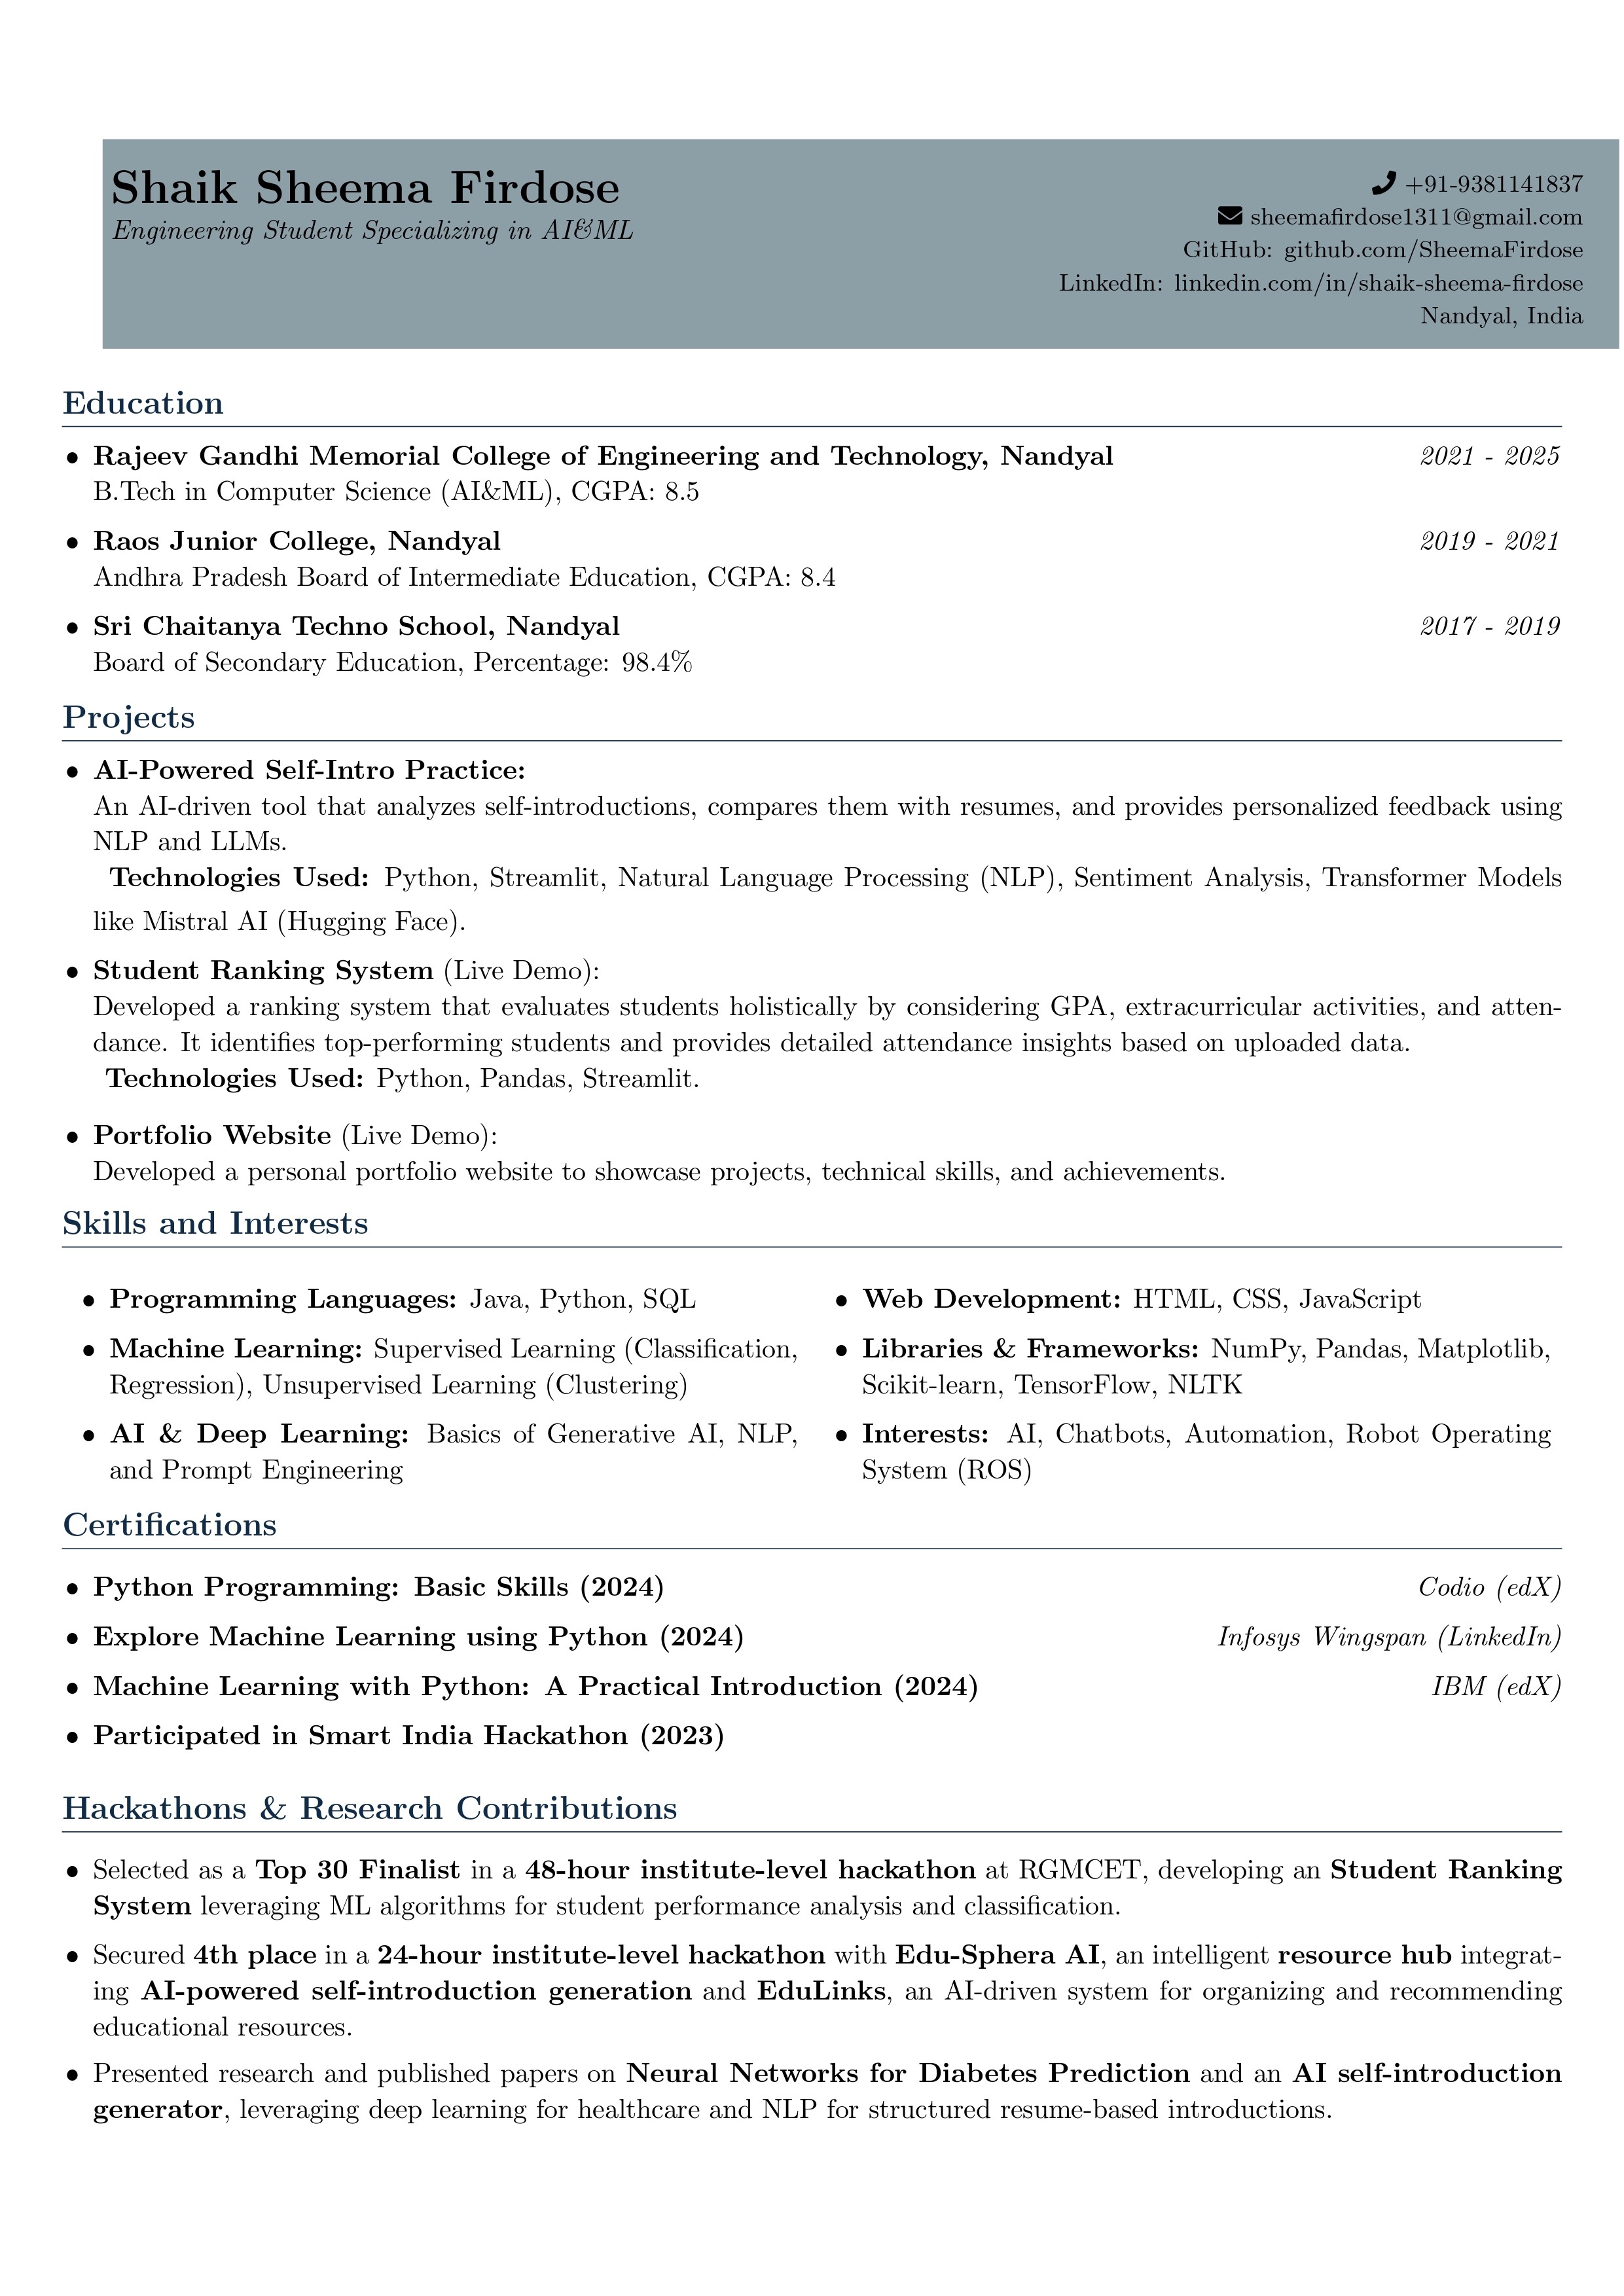 Shaik Sheema Firdose
Engineering Student Specializing in AI&ML
+91-9381141837
sheemafirdose1311@gmail.com
GitHub: github.com/SheemaFirdose
LinkedIn: linkedin.com/in/shaik-sheema-firdose
Nandyal, India
Education
• Rajeev Gandhi Memorial College of Engineering and Technology, Nandyal 2021 - 2025
B.Tech in Computer Science (AI&ML), CGPA: 8.5
• Raos Junior College, Nandyal 2019 - 2021
Andhra Pradesh Board of Intermediate Education, CGPA: 8.4
• Sri Chaitanya Techno School, Nandyal 2017 - 2019
Board of Secondary Education, Percentage: 98.4%
Projects
• AI-Powered Self-Intro Practice:
An AI-driven tool that analyzes self-introductions, compares them with resumes, and provides personalized feedback using
NLP and LLMs.
Technologies Used: Python, Streamlit, Natural Language Processing (NLP), Sentiment Analysis, Transformer Models
like Mistral AI (Hugging Face).
• Student Ranking System (Live Demo):
Developed a ranking system that evaluates students holistically by considering GPA, extracurricular activities, and atten-
dance. It identifies top-performing students and provides detailed attendance insights based on uploaded data.
Technologies Used: Python, Pandas, Streamlit.
• Portfolio Website (Live Demo):
Developed a personal portfolio website to showcase projects, technical skills, and achievements.
Skills and Interests
• Programming Languages: Java, Python, SQL
• Machine Learning: Supervised Learning (Classification,
Regression), Unsupervised Learning (Clustering)
• AI & Deep Learning: Basics of Generative AI, NLP,
and Prompt Engineering
• Web Development: HTML, CSS, JavaScript
• Libraries & Frameworks: NumPy, Pandas, Matplotlib,
Scikit-learn, TensorFlow, NLTK
• Interests: AI, Chatbots, Automation, Robot Operating
System (ROS)
Certifications
• Python Programming: Basic Skills (2024) Codio (edX)
• Explore Machine Learning using Python (2024) Infosys Wingspan (LinkedIn)
• Machine Learning with Python: A Practical Introduction (2024) IBM (edX)
• Participated in Smart India Hackathon (2023)
Hackathons & Research Contributions
• Selected as a Top 30 Finalist in a 48-hour institute-level hackathon at RGMCET, developing an Student Ranking
System leveraging ML algorithms for student performance analysis and classification.
• Secured 4th place in a 24-hour institute-level hackathon with Edu-Sphera AI, an intelligent resource hub integrat-
ing AI-powered self-introduction generation and EduLinks, an AI-driven system for organizing and recommending
educational resources.
• Presented research and published papers on Neural Networks for Diabetes Prediction and an AI self-introduction
generator, leveraging deep learning for healthcare and NLP for structured resume-based introductions.